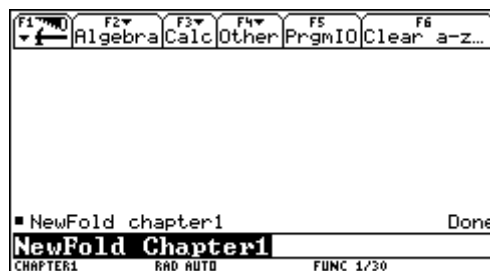 F1 F2 F3 F4 F5 F6
Algebra Calc Other PrgmIO Clear a-z…
NewFold chapter1 Done
NewFold Chapter1
CHAPTER1 RAD AUTO FUNC 1/30